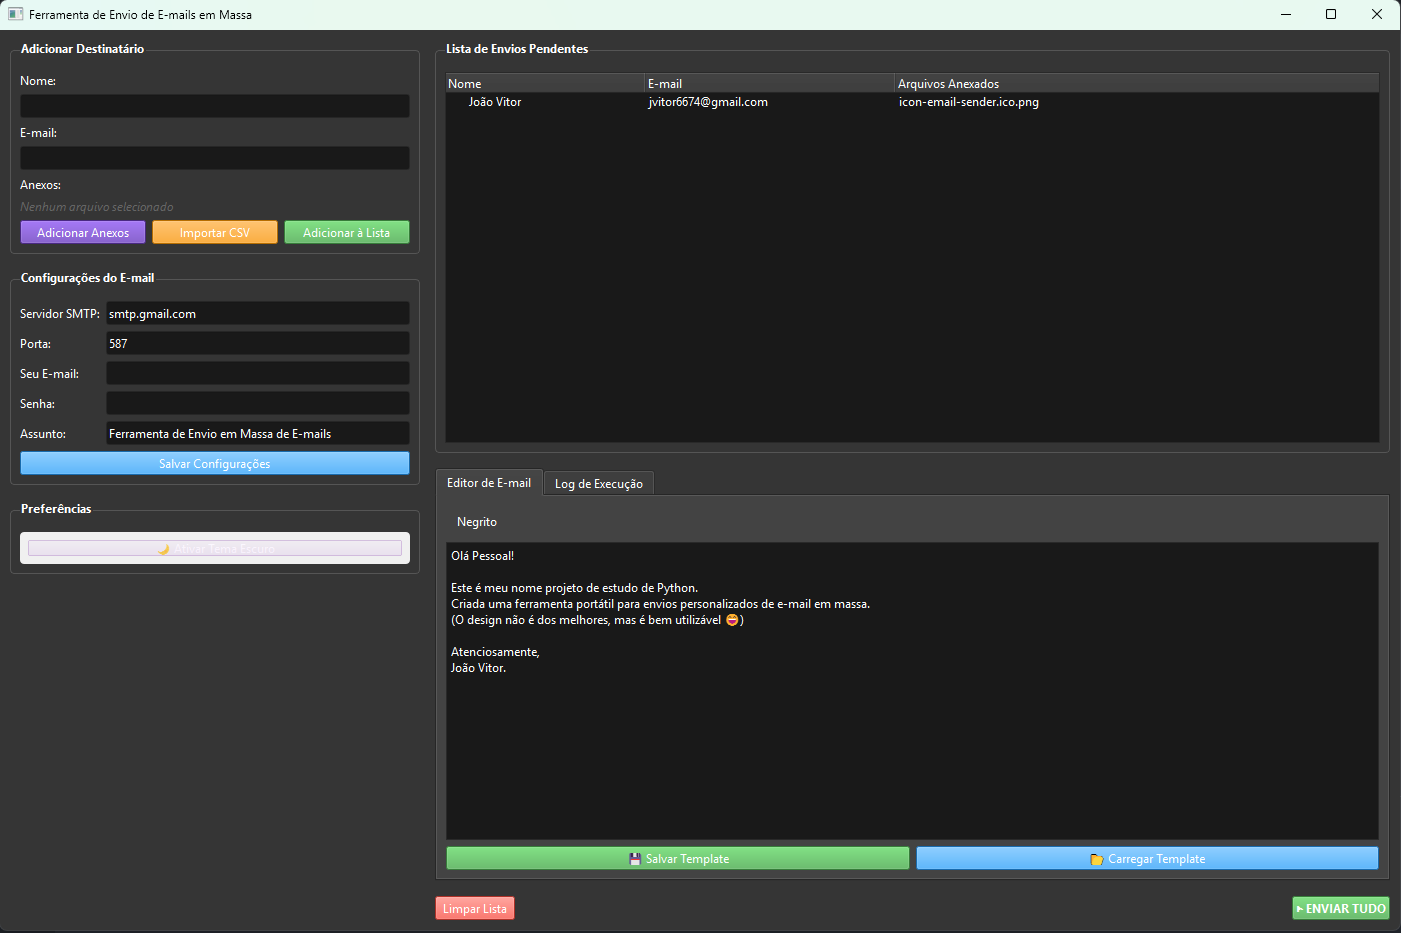 Ferramenta de Envio de E-mails em Massa
Adicionar Destinatário
Nome:
E-mail:
Anexos:
Nenhum arquivo selecionado
Adicionar Anexos
Importar CSV
Adicionar à Lista
Configurações do E-mail
Servidor SMTP: smtp.gmail.com
Porta: 587
Seu E-mail:
Senha:
Assunto: Ferramenta de Envio em Massa de E-mails
Salvar Configurações
Preferências
🌙 Ativar Tema Escuro
Lista de Envios Pendentes
Nome E-mail Arquivos Anexados
João Vitor jvitor6674@gmail.com icon-email-sender.ico.png
Editor de E-mail
Log de Execução
Negrito
Olá Pessoal!
Este é meu nome projeto de estudo de Python.
Criada uma ferramenta portátil para envios personalizados de e-mail em massa.
(O design não é dos melhores, mas é bem utilizável 😝)
Atenciosamente,
João Vitor.
💾 Salvar Template
📂 Carregar Template
Limpar Lista
▶ ENVIAR TUDO